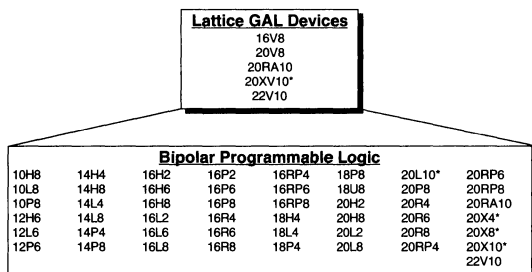 Lattice GAL Devices
16V8
20V8
20RA10
20XV10*
22V10
Bipolar Programmable Logic
10H8 14H4 16H2 16P2 16RP4 18P8 20L10* 20RP6
10L8 14H8 16H6 16P6 16RP6 18U8 20P8 20RP8
10P8 14L4 16H8 16P8 16RP8 20H2 20R4 20RA10
12H6 14L8 16L2 16R4 18H4 20H8 20R6 20X4*
12L6 14P4 16L6 16R6 18L4 20L2 20R8 20X8*
12P6 14P8 16L8 16R8 18P4 20L8 20RP4 20X10*
22V10